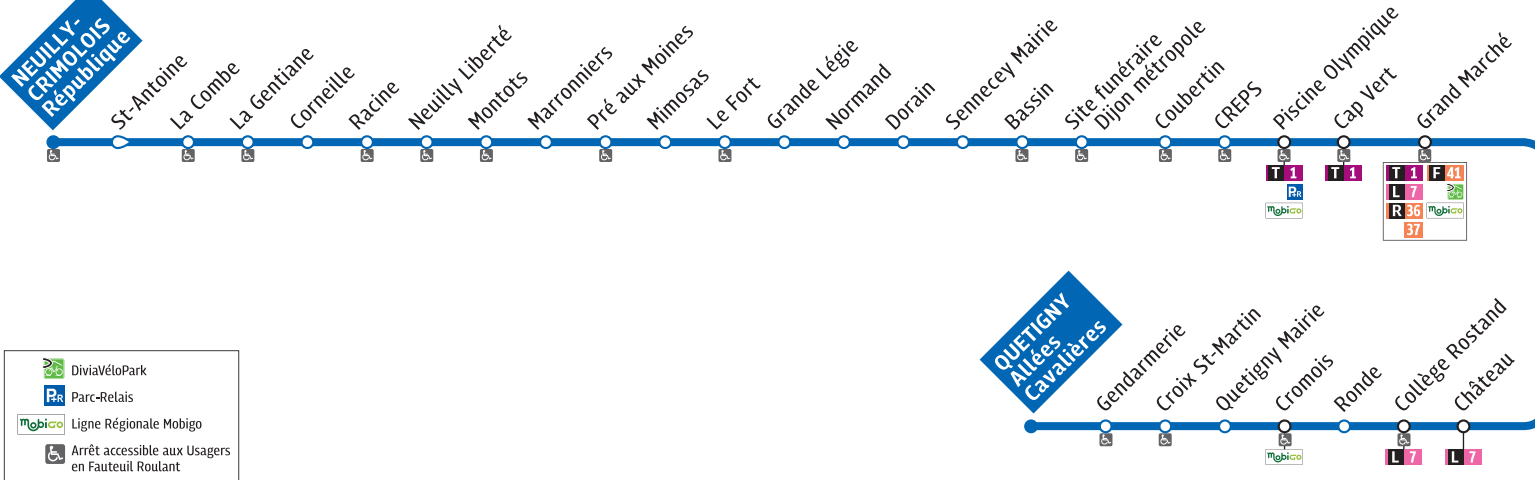 NEUILLY-
CRIMOLOIS
République
St-Antoine
La Combe
La Gentiane
Corneille
Racine
Neuilly Liberté
Montots
Marronniers
Pré aux Moines
Mimosas
Le Fort
Grande Légie
Normand
Dorain
Sennecey Mairie
Bassin
Site funéraire
Dijon métropole
Coubertin
CREPS
Piscine Olympique
Cap Vert
Grand Marché
T 1
P+R
mobigo
T 1
T 1 F 41
L 7
R 36 mobigo
37
QUETIGNY
Allées
Cavalières
Gendarmerie
Croix St-Martin
Quetigny Mairie
Cromois
Ronde
Collège Rostand
Château
mobigo
L 7
L 7
DiviaVéloPark
P+R Parc-Relais
mobigo Ligne Régionale Mobigo
Arrêt accessible aux Usagers
en Fauteuil Roulant